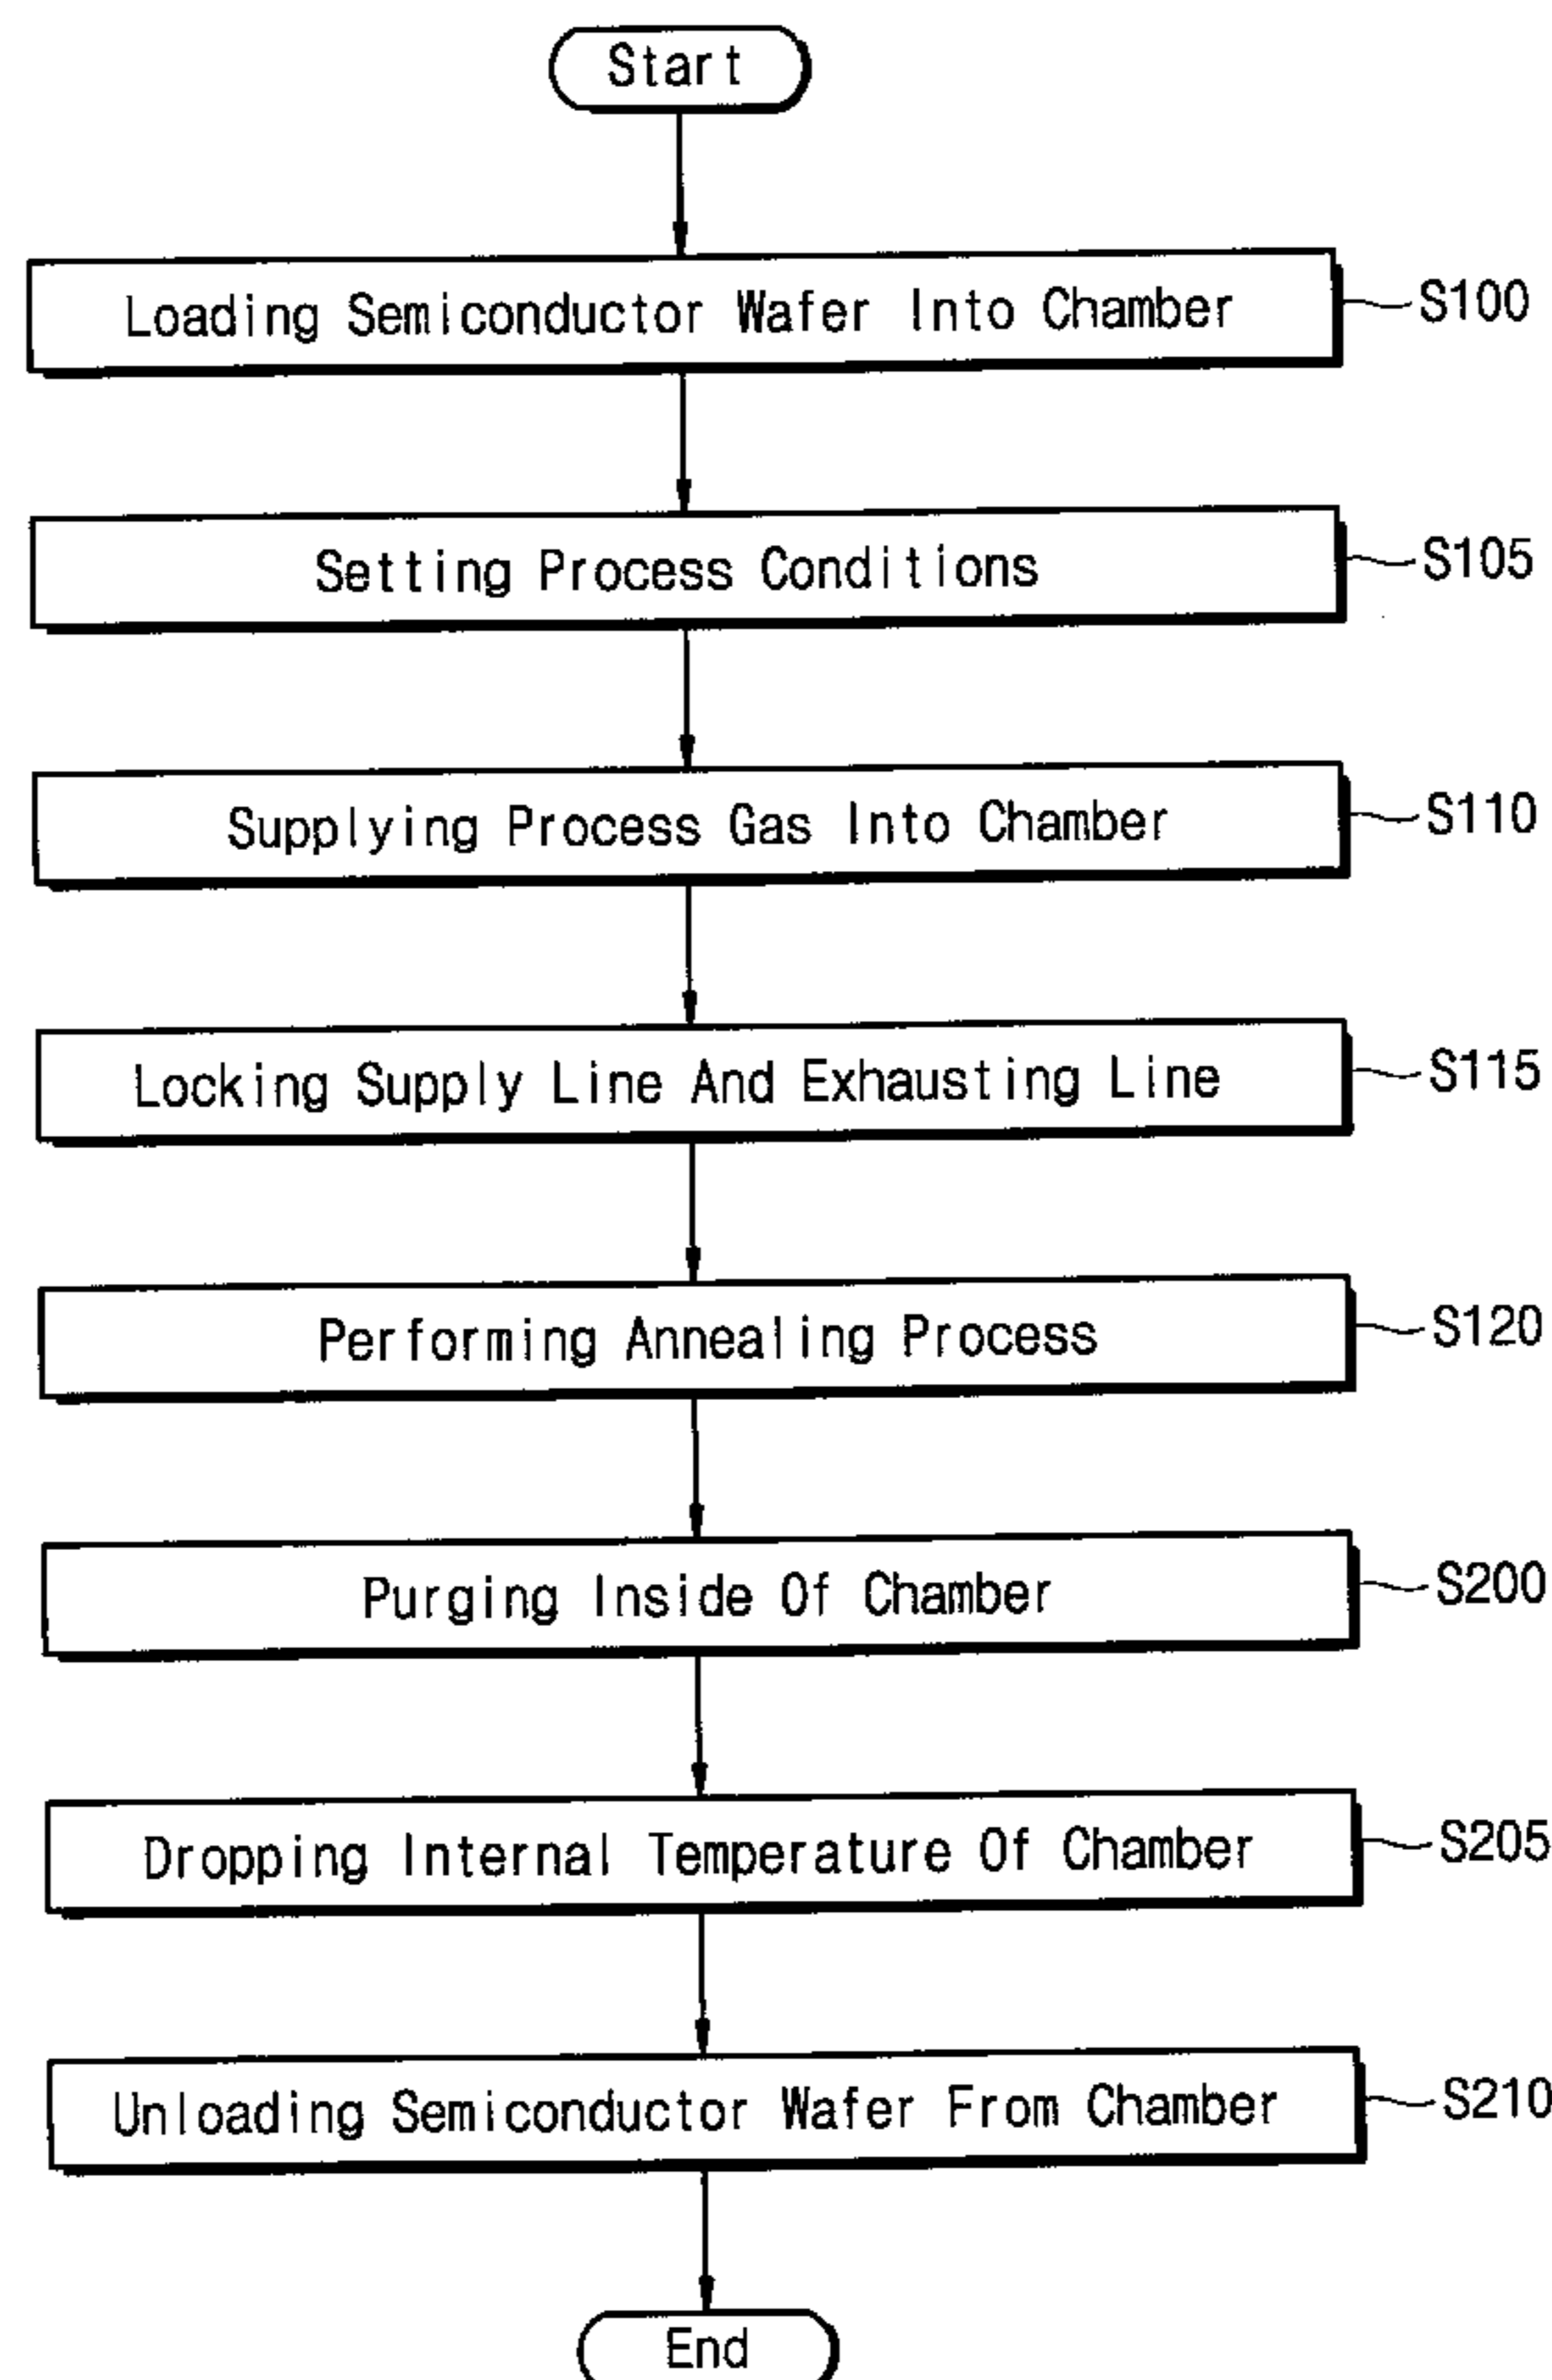 Start
Loading Semiconductor Wafer Into Chamber
S100
Setting Process Conditions
S105
Supplying Process Gas Into Chamber
S110
Locking Supply Line And Exhausting Line
S115
Performing Annealing Process
S120
Purging Inside Of Chamber
S200
Dropping Internal Temperature Of Chamber
S205
Unloading Semiconductor Wafer From Chamber
S210
End